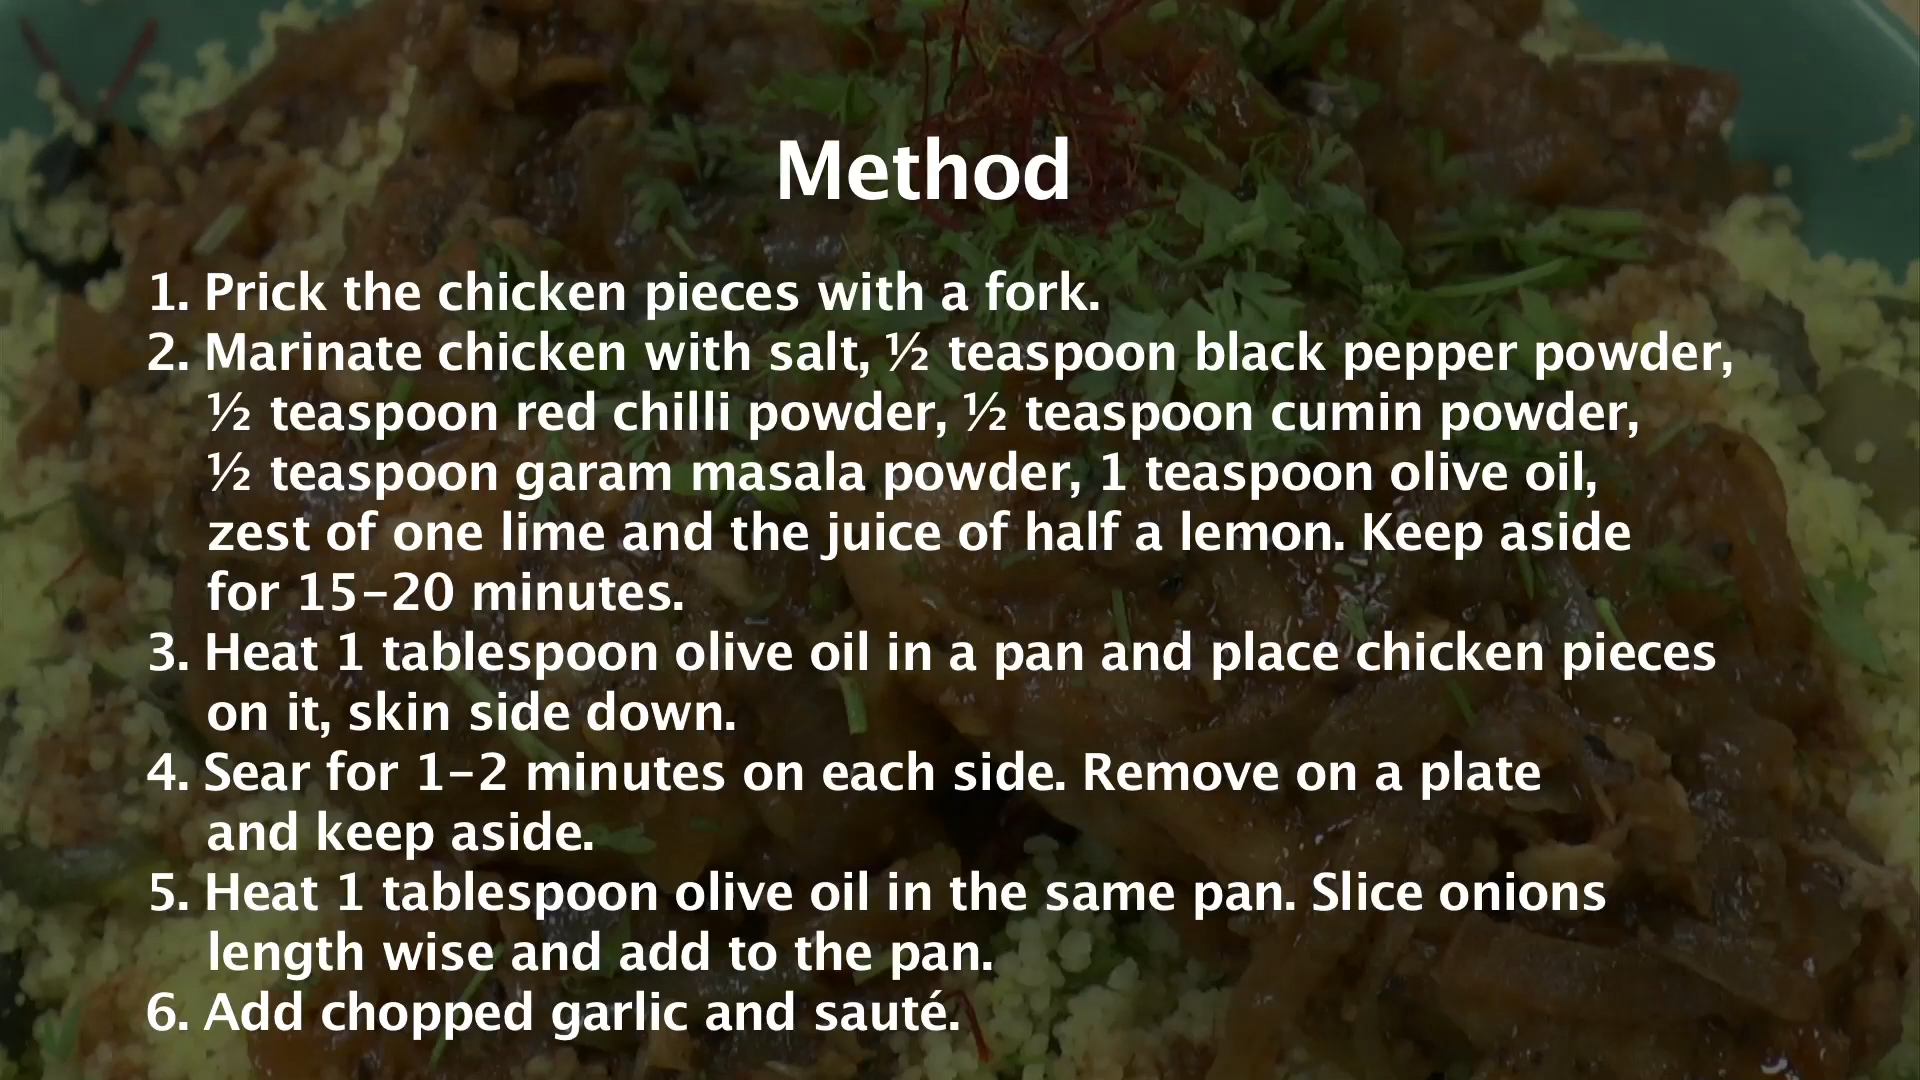 Method
1. Prick the chicken pieces with a fork.
2. Marinate chicken with salt, ½ teaspoon black pepper powder,
½ teaspoon red chilli powder, ½ teaspoon cumin powder,
½ teaspoon garam masala powder, 1 teaspoon olive oil,
zest of one lime and the juice of half a lemon. Keep aside
for 15-20 minutes.
3. Heat 1 tablespoon olive oil in a pan and place chicken pieces
on it, skin side down.
4. Sear for 1-2 minutes on each side. Remove on a plate
and keep aside.
5. Heat 1 tablespoon olive oil in the same pan. Slice onions
length wise and add to the pan.
6. Add chopped garlic and sauté.